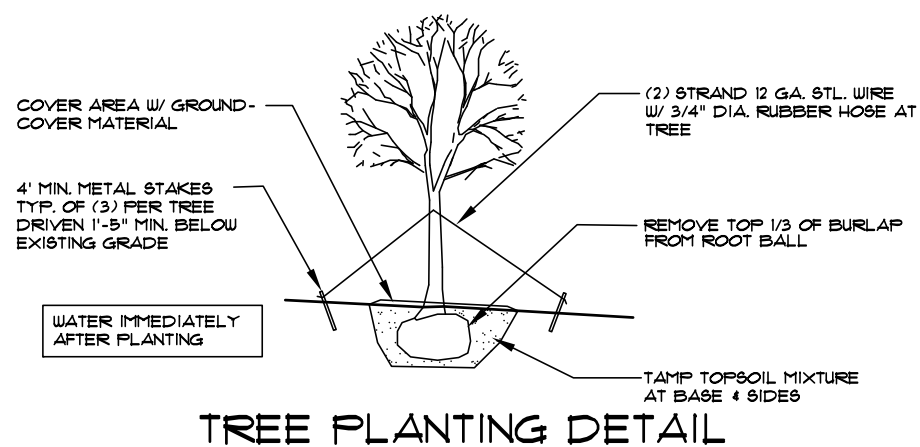 COVER AREA W/ GROUND-
COVER MATERIAL
4' MIN. METAL STAKES
TYP. OF (3) PER TREE
DRIVEN 1'-5" MIN. BELOW
EXISTING GRADE
WATER IMMEDIATELY
AFTER PLANTING
(2) STRAND 12 GA. STL. WIRE
W/ 3/4" DIA. RUBBER HOSE AT
TREE
REMOVE TOP 1/3 OF BURLAP
FROM ROOT BALL
TAMP TOPSOIL MIXTURE
AT BASE & SIDES
TREE PLANTING DETAIL